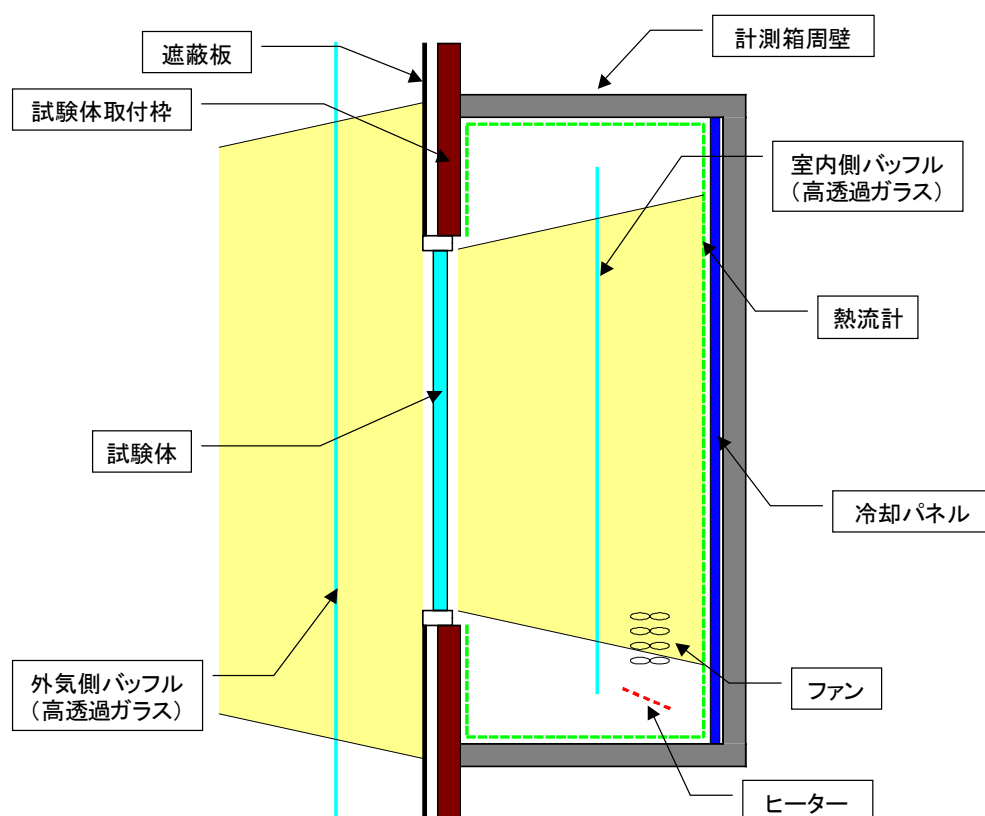 遮蔽板
試験体取付枠
計測箱周壁
室内側バッフル
(高透過ガラス)
熱流計
試験体
冷却パネル
外気側バッフル
(高透過ガラス)
ファン
ヒーター